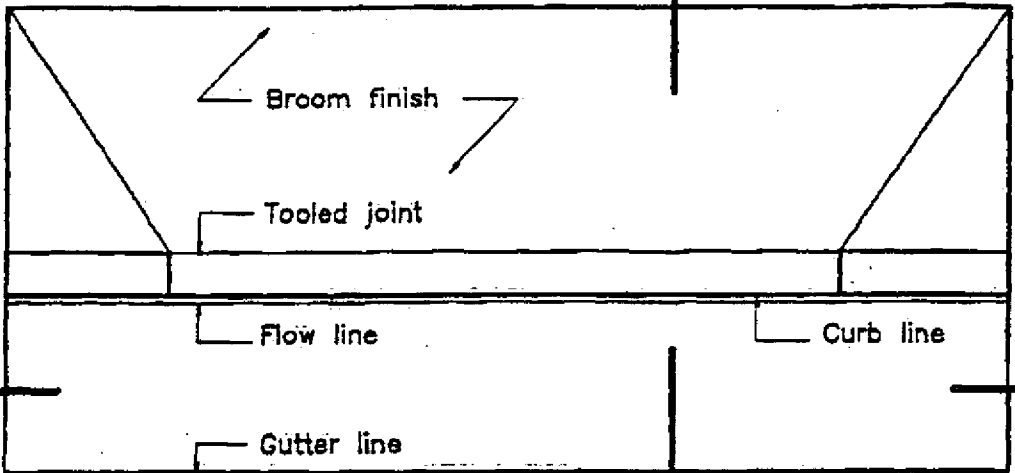 Broom finish
Tooled joint
Flow line
Curb line
Gutter line